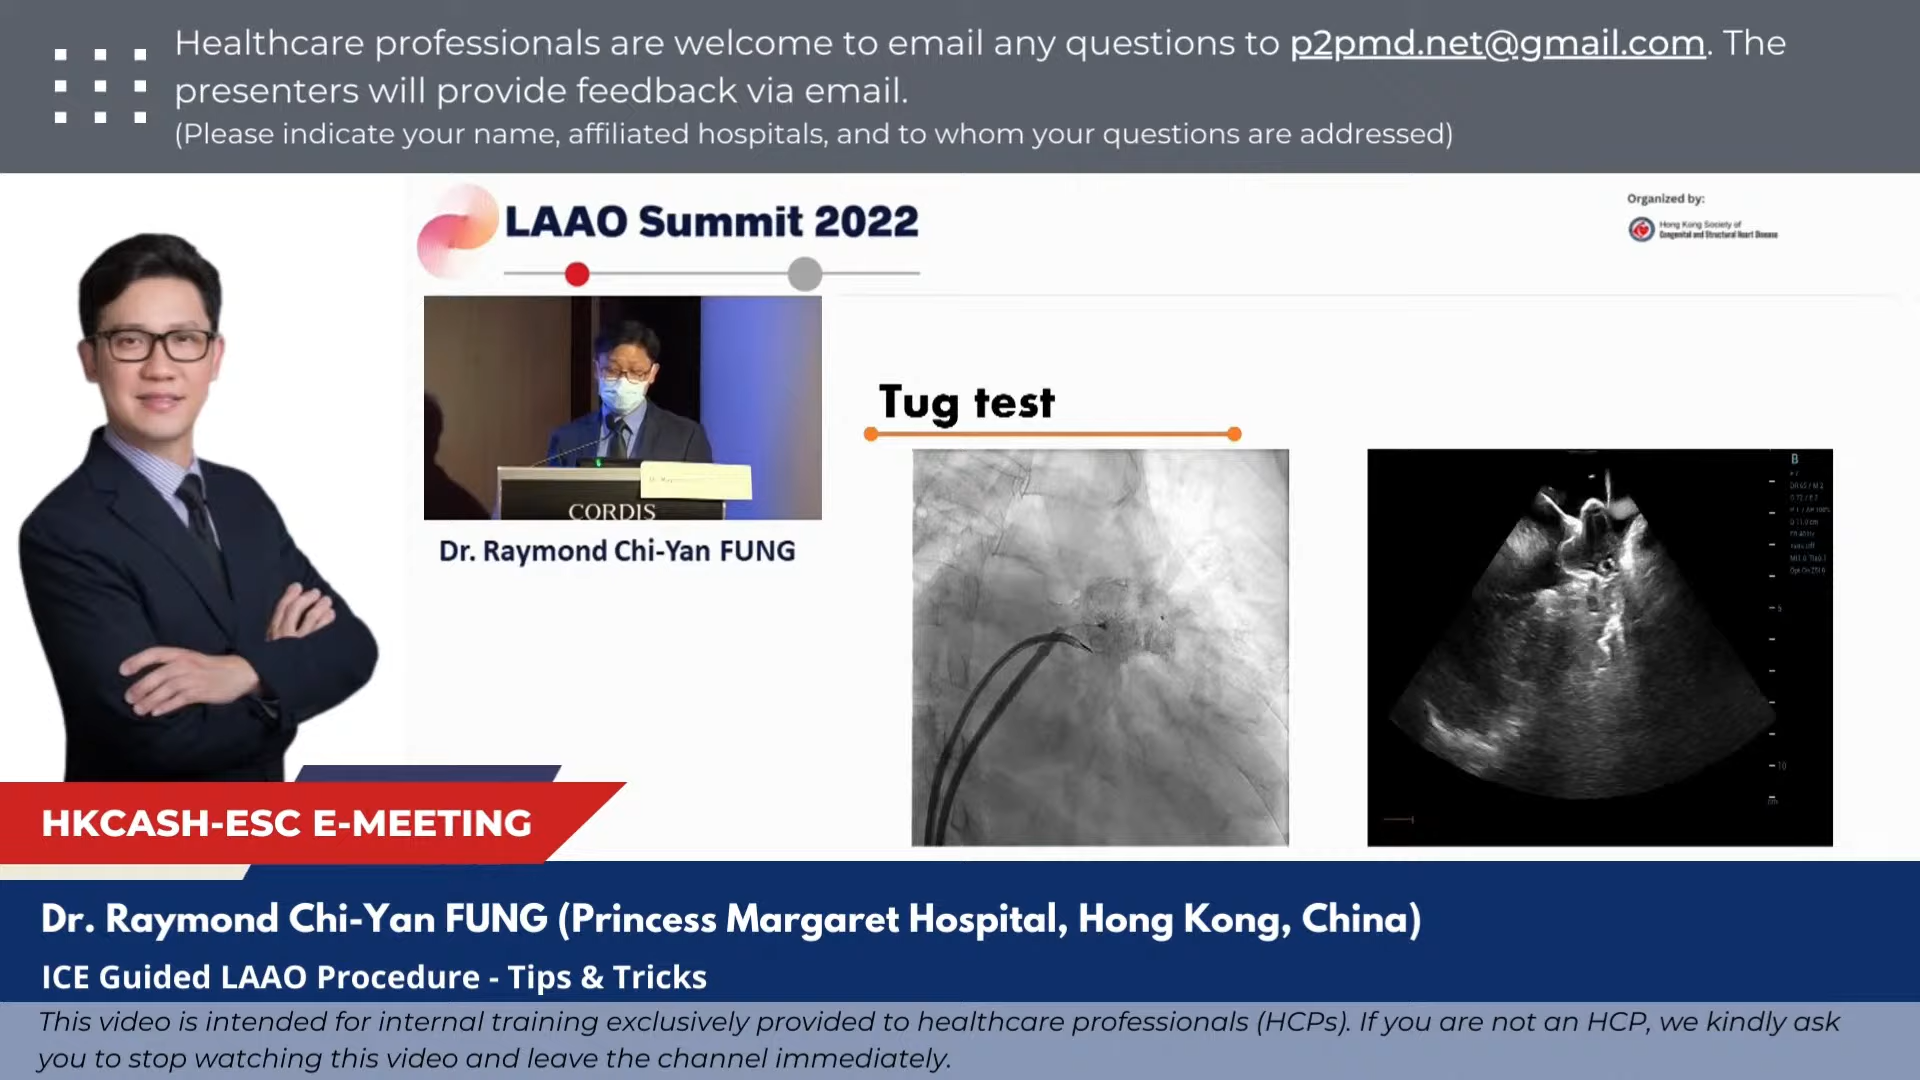 Healthcare professionals are welcome to email any questions to p2pmd.net@gmail.com. The
presenters will provide feedback via email.
(Please indicate your name, affiliated hospitals, and to whom your questions are addressed)
LAAO Summit 2022
Organized by:
Hong Kong Society of
Congenital and Structural Heart Disease
CORDIS
Dr. Raymond Chi-Yan FUNG
Tug test
B
5
10
HKCASH-ESC E-MEETING
Dr. Raymond Chi-Yan FUNG (Princess Margaret Hospital, Hong Kong, China)
ICE Guided LAAO Procedure - Tips & Tricks
This video is intended for internal training exclusively provided to healthcare professionals (HCPs). If you are not an HCP, we kindly ask
you to stop watching this video and leave the channel immediately.